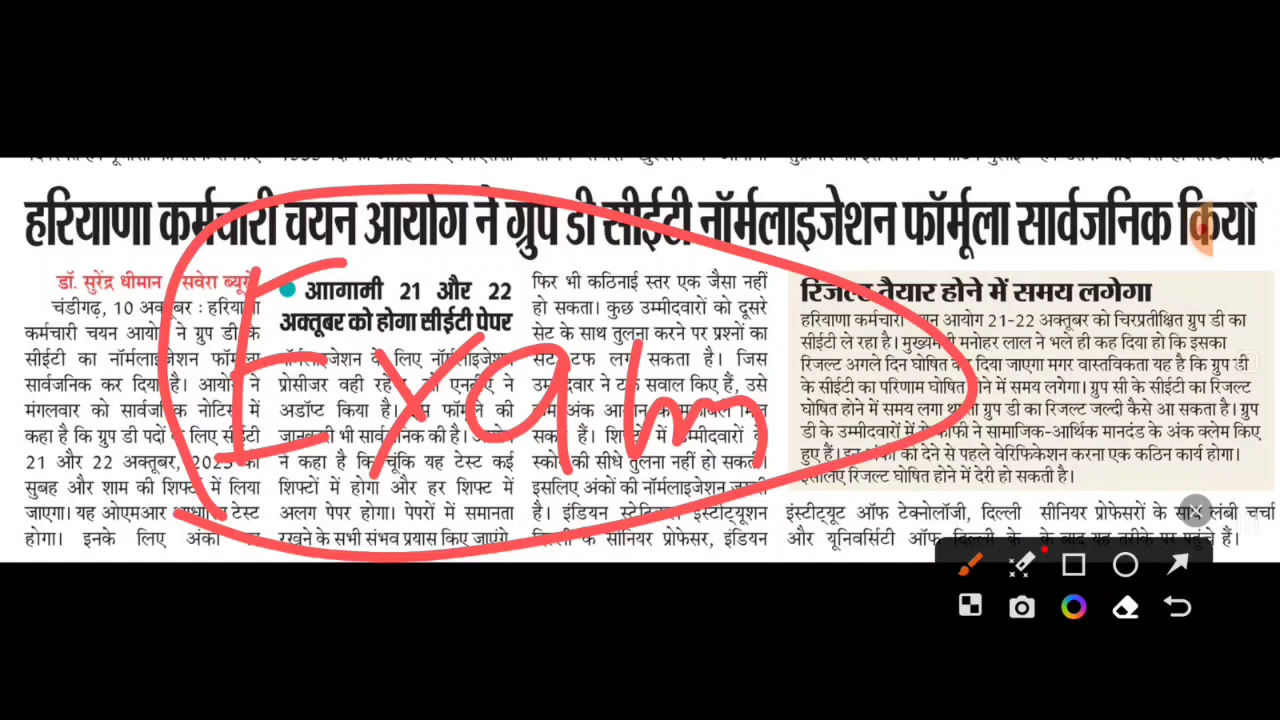 हरियाणा कर्मचारी चयन आयोग ने ग्रुप डी सीईटी नॉर्मलाइजेशन फॉर्मूला सार्वजनिक किया
डॉ. सुरेंद्र धीमान सवेरा ब्यूरो
चंडीगढ़, 10 अक्तूबर : हरियाणा
कर्मचारी चयन आयोग ने ग्रुप डी के
सीईटी का नॉर्मलाइजेशन फॉर्मूला
सार्वजनिक कर दिया है। आयोग ने
मंगलवार को सार्वजनिक नोटिस में
कहा है कि ग्रुप डी पदों के लिए सीईटी
21 और 22 अक्तूबर, 2023 को
सुबह और शाम की शिफ्टों में लिया
जाएगा। यह ओएमआर आधारित टेस्ट
होगा। इनके लिए अंकों
आागामी 21 और 22
अक्तूबर को होगा सीईटी पेपर
नॉर्मलाइजेशन के लिए नॉर्मलाइजेशन
प्रोसीजर वही रहेगा जो एनटीए ने
अडॉप्ट किया है। इस फॉर्मूले की
जानकारी भी सार्वजनिक की है। आयोग
ने कहा है कि चूंकि यह टेस्ट कई
शिफ्टों में होगा और हर शिफ्ट में
अलग पेपर होगा। पेपरों में समानता
रखने के सभी संभव प्रयास किए जाएंगे,
फिर भी कठिनाई स्तर एक जैसा नहीं
हो सकता। कुछ उम्मीदवारों को दूसरे
सेट के साथ तुलना करने पर प्रश्नों का
सेट टफ लग सकता है। जिस
उम्मीदवार ने टफ सवाल किए हैं, उसे
अंक
सकते हैं। शिफ्टों में उम्मीदवारों के
स्कोर की सीधे तुलना नहीं हो सकती।
इसलिए अंकों की नॉर्मलाइजेशन जरूरी
है। इंडियन स्टेटिकल इंस्टीट्यूशन
दिल्ली के सीनियर प्रोफेसर, इंडियन
Exam
रिजल्ट तैयार होने में समय लगेगा
हरियाणा कर्मचारी चयन आयोग 21-22 अक्तूबर को चिरप्रतीक्षित ग्रुप डी का
सीईटी ले रहा है। मुख्यमंत्री मनोहर लाल ने भले ही कह दिया हो कि इसका
रिजल्ट अगले दिन घोषित कर दिया जाएगा मगर वास्तविकता यह है कि ग्रुप डी
के सीईटी का परिणाम घोषित होने में समय लगेगा। ग्रुप सी के सीईटी का रिजल्ट
घोषित होने में समय लगा था तो ग्रुप डी का रिजल्ट जल्दी कैसे आ सकता है। ग्रुप
डी के उम्मीदवारों में से काफी ने सामाजिक-आर्थिक मानदंड के अंक क्लेम किए
हुए हैं। इन अंकों को देने से पहले वेरिफिकेशन करना एक कठिन कार्य होगा।
इसलिए रिजल्ट घोषित होने में देरी हो सकती है।
इंस्टीट्यूट ऑफ टेक्नोलॉजी, दिल्ली
और यूनिवर्सिटी ऑफ दिल्ली के
सीनियर प्रोफेसरों के साथ लंबी चर्चा
के बाद यह तरीके पर पहुंचे हैं।